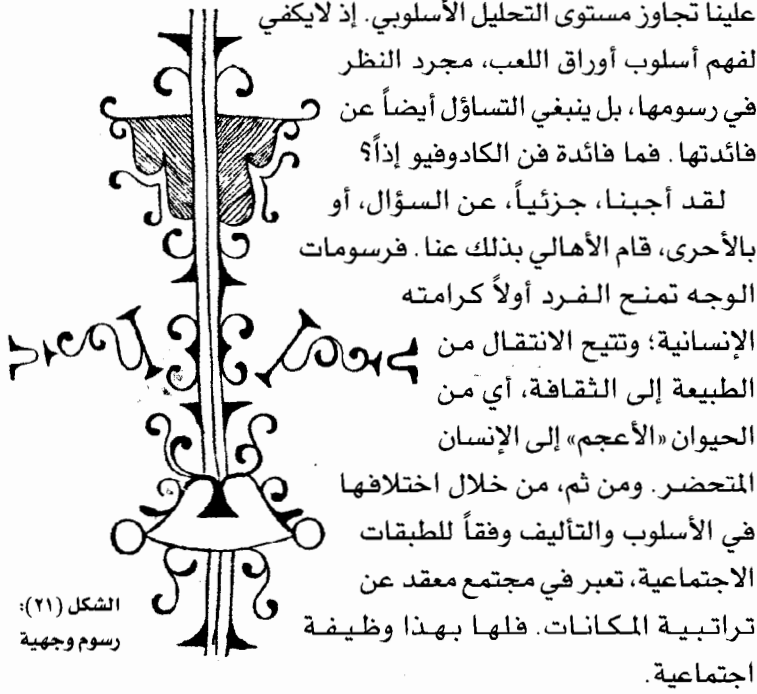 علينا تجاوز مستوى التحليل الأسلوبي. إذ لايكفي
لفهم أسلوب أوراق اللعب، مجرد النظر
في رسومها، بل ينبغي التساؤل أيضاً عن
فائدتها. فما فائدة فن الكادوفيو إذاً؟
لقد أجبنا، جزئياً، عن السؤال، أو
بالأحرى، قام الأهالي بذلك عنا. فرسومات
الوجه تمنح الفرد أولاً كرامته
الإنسانية؛ وتتيح الانتقال من
الطبيعة إلى الثقافة، أي من
الحيوان «الأعجم» إلى الإنسان
المتحضر. ومن ثم، من خلال اختلافها
في الأسلوب والتأليف وفقاً للطبقات
الاجتماعية، تعبر في مجتمع معقد عن
تراتبية المكانات. فلها بهذا وظيفة
اجتماعية.
الشكل (٢١):
رسوم وجهية